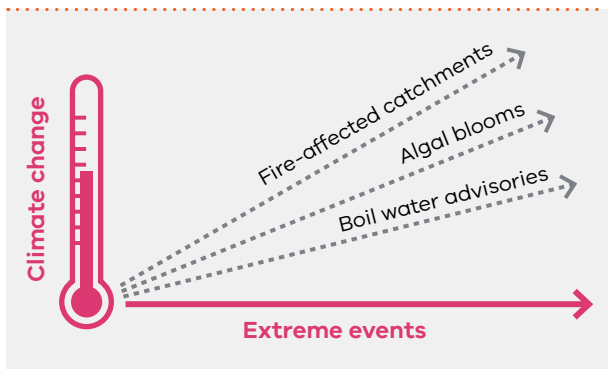 Climate change
Fire-affected catchments
Algal blooms
Boil water advisories
Extreme events